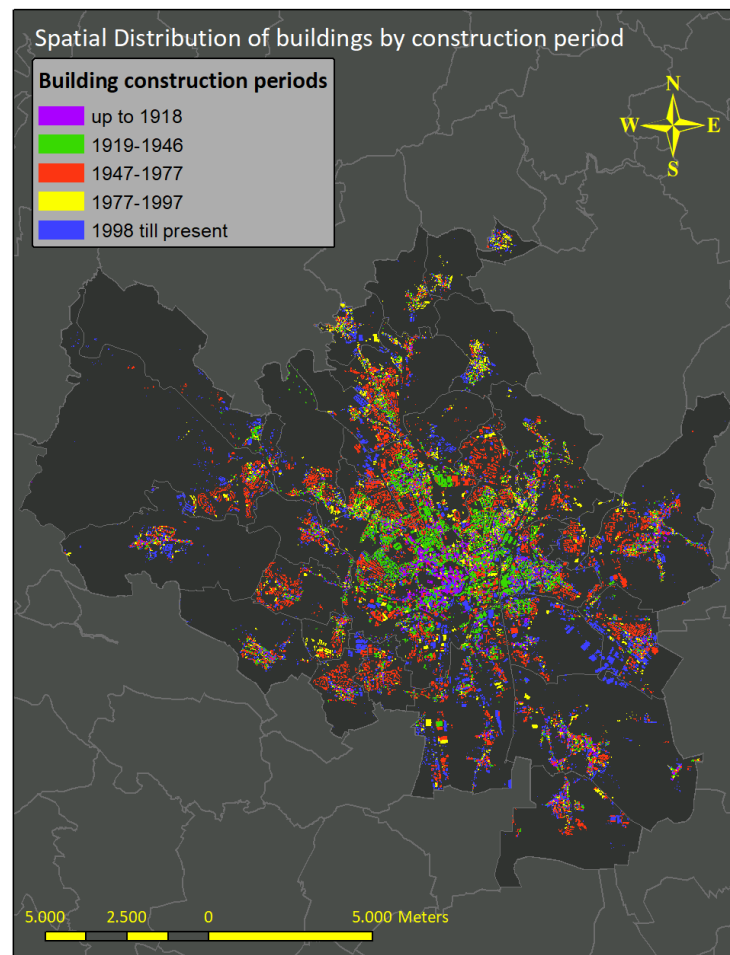 Spatial Distribution of buildings by construction period
Building construction periods
up to 1918
1919-1946
1947-1977
1977-1997
1998 till present
N
W E
S
5.000 2.500 0 5.000 Meters